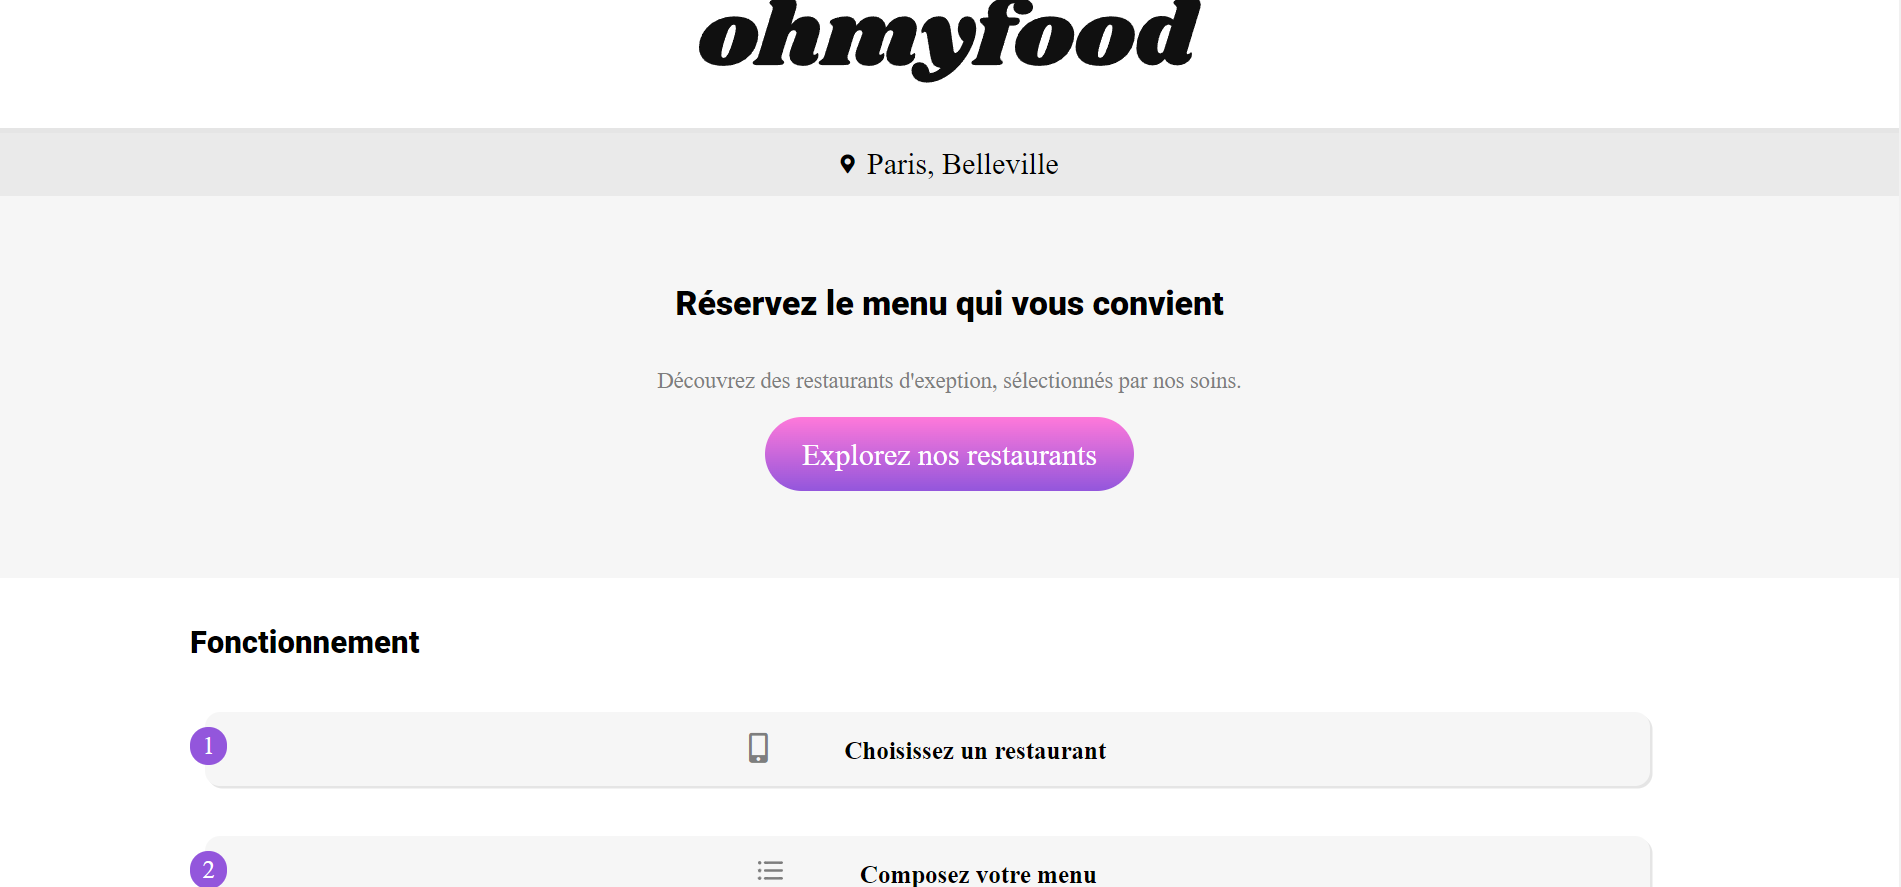 ohmyfood
Paris, Belleville
Réservez le menu qui vous convient
Découvrez des restaurants d'exeption, sélectionnés par nos soins.
Explorez nos restaurants
Fonctionnement
1 Choisissez un restaurant
2 Composez votre menu